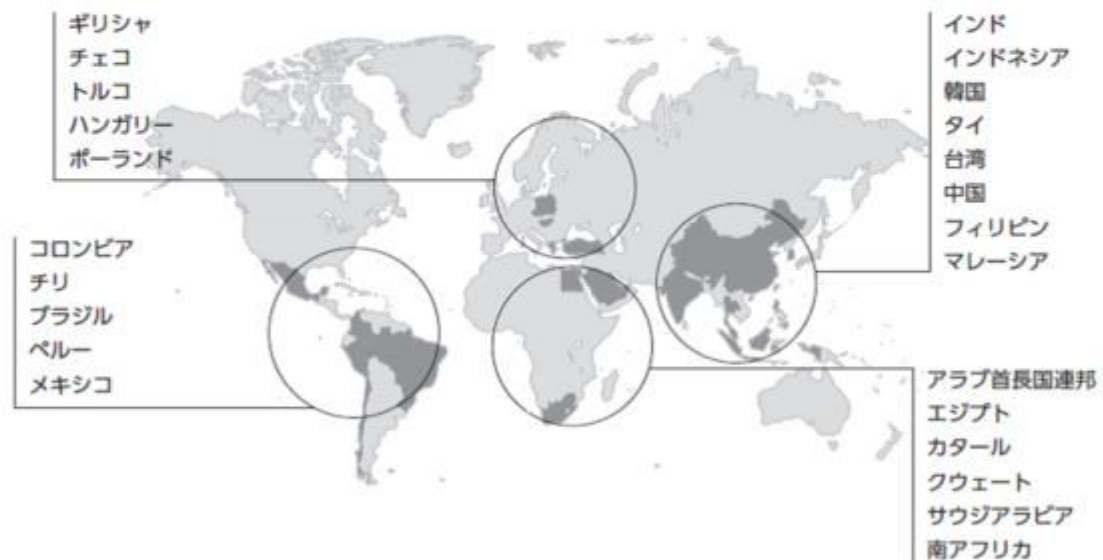 ギリシャ
チェコ
トルコ
ハンガリー
ポーランド
コロンビア
チリ
ブラジル
ペルー
メキシコ
インド
インドネシア
韓国
タイ
台湾
中国
フィリピン
マレーシア
アラブ首長国連邦
エジプト
カタール
クウェート
サウジアラビア
南アフリカ